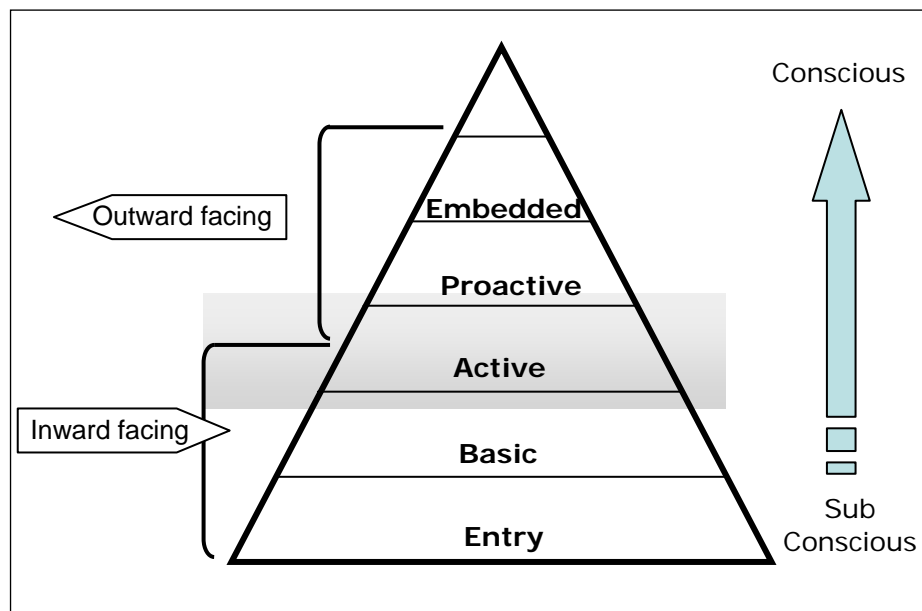 Conscious
Outward facing
Embedded
Proactive
Active
Inward facing
Basic
Sub
Conscious
Entry